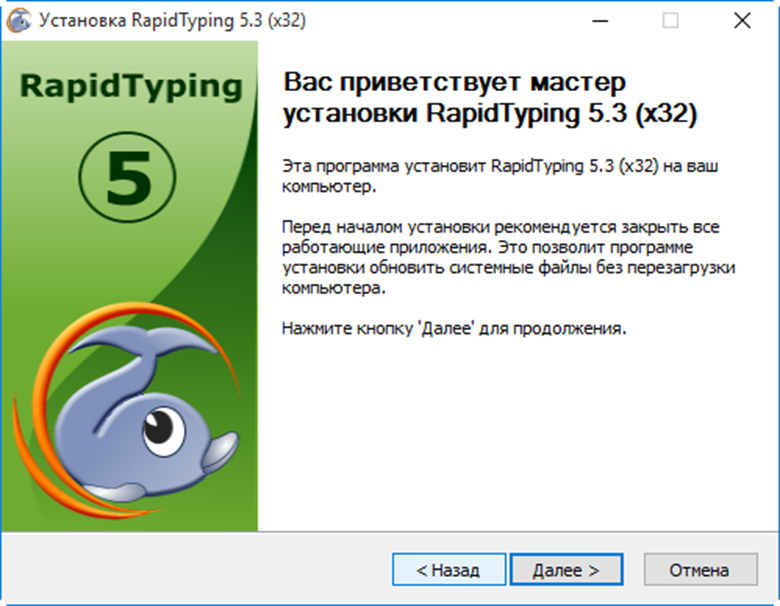 Установка RapidTyping 5.3 (x32)
RapidTyping
5
Вас приветствует мастер
установки RapidTyping 5.3 (x32)
Эта программа установит RapidTyping 5.3 (x32) на ваш
компьютер.
Перед началом установки рекомендуется закрыть все
работающие приложения. Это позволит программе
установки обновить системные файлы без перезагрузки
компьютера.
Нажмите кнопку 'Далее' для продолжения.
< Назад
Далее >
Отмена